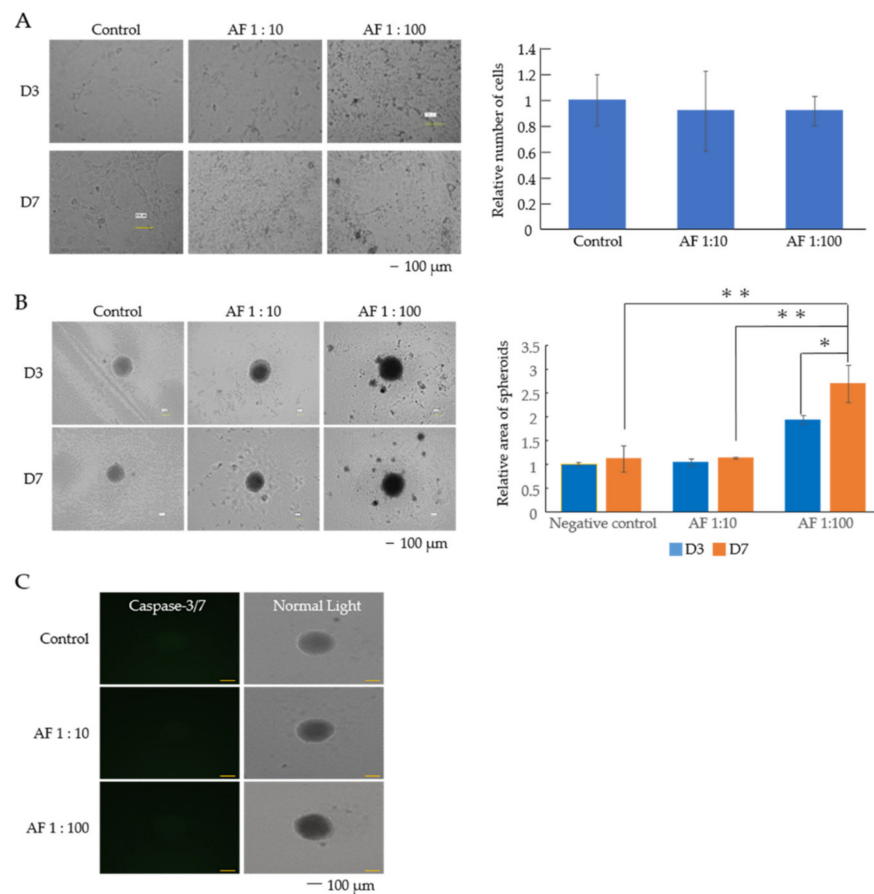 A
Control
AF 1 : 10
AF 1 : 100
D3
D7
— 100 µm
Relative number of cells
1.4
1.2
1
0.8
0.6
0.4
0.2
0
Control
AF 1:10
AF 1:100
B
Control
AF 1 : 10
AF 1 : 100
D3
D7
— 100 µm
* *
* *
*
Relative area of spheroids
3.5
3
2.5
2
1.5
1
0.5
0
Negative control
AF 1:10
AF 1:100
D3
D7
C
Caspase-3/7
Normal Light
Control
AF 1 : 10
AF 1 : 100
— 100 µm